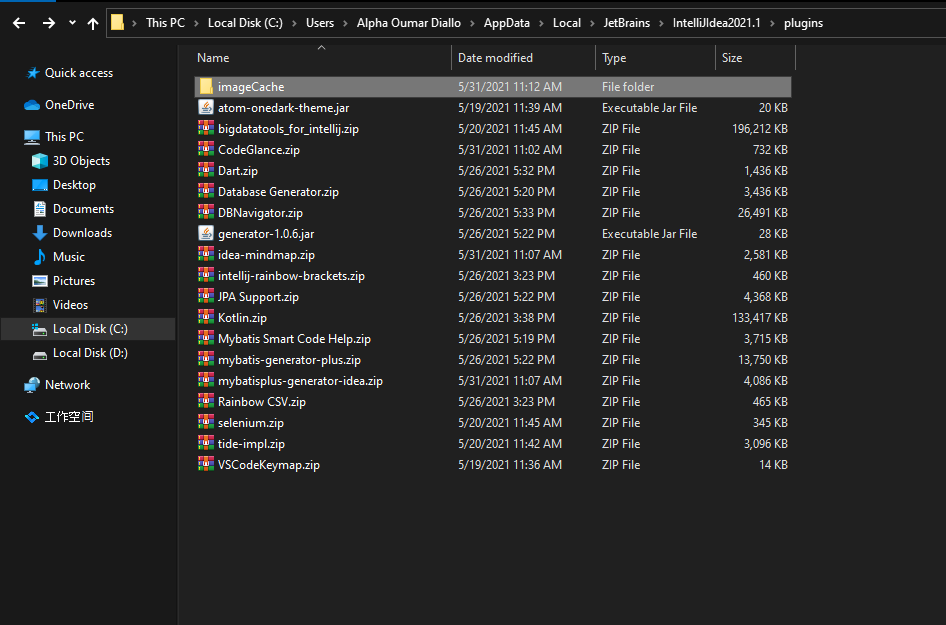 This PC > Local Disk (C:) > Users > Alpha Oumar Diallo > AppData > Local > JetBrains > IntelliJIdea2021.1 > plugins
Name Date modified Type Size
Quick access
OneDrive
This PC
3D Objects
Desktop
Documents
Downloads
Music
Pictures
Videos
Local Disk (C:)
Local Disk (D:)
Network
工作空间
imageCache 5/31/2021 11:12 AM File folder
atom-onedark-theme.jar 5/19/2021 11:39 AM Executable Jar File 20 KB
bigdatatools_for_intellij.zip 5/20/2021 11:45 AM ZIP File 196,212 KB
CodeGlance.zip 5/31/2021 11:02 AM ZIP File 732 KB
Dart.zip 5/26/2021 5:32 PM ZIP File 1,436 KB
Database Generator.zip 5/26/2021 5:20 PM ZIP File 3,436 KB
DBNavigator.zip 5/26/2021 5:33 PM ZIP File 26,491 KB
generator-1.0.6.jar 5/26/2021 5:22 PM Executable Jar File 28 KB
idea-mindmap.zip 5/31/2021 11:07 AM ZIP File 2,581 KB
intellij-rainbow-brackets.zip 5/26/2021 3:23 PM ZIP File 460 KB
JPA Support.zip 5/26/2021 5:22 PM ZIP File 4,368 KB
Kotlin.zip 5/26/2021 3:38 PM ZIP File 133,417 KB
Mybatis Smart Code Help.zip 5/26/2021 5:19 PM ZIP File 3,715 KB
mybatis-generator-plus.zip 5/26/2021 5:22 PM ZIP File 13,750 KB
mybatisplus-generator-idea.zip 5/31/2021 11:07 AM ZIP File 4,086 KB
Rainbow CSV.zip 5/26/2021 3:23 PM ZIP File 465 KB
selenium.zip 5/20/2021 11:45 AM ZIP File 345 KB
tide-impl.zip 5/20/2021 11:42 AM ZIP File 3,096 KB
VSCodeKeymap.zip 5/19/2021 11:36 AM ZIP File 14 KB